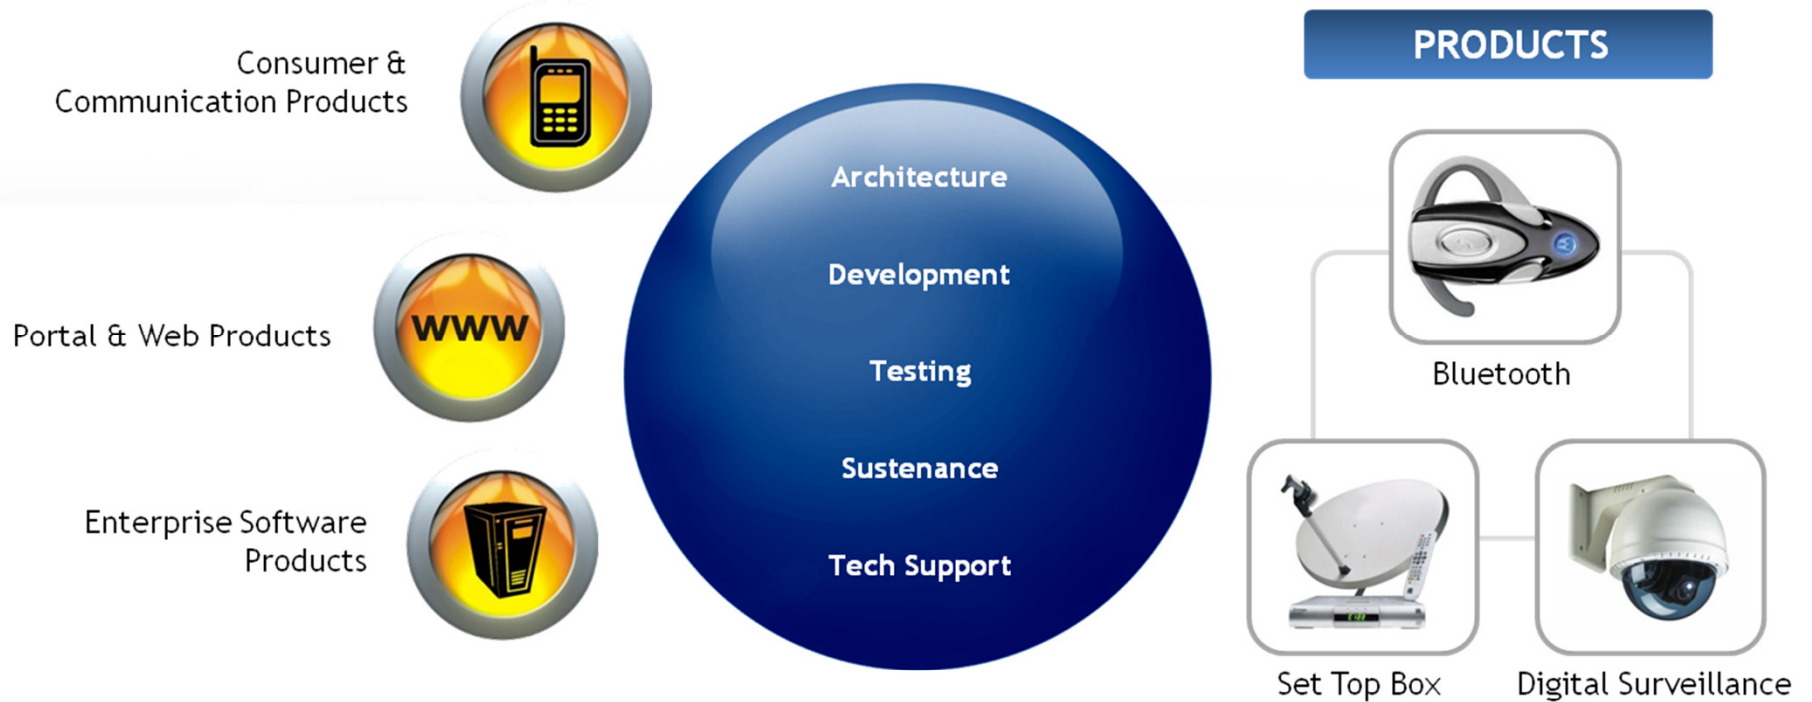 Consumer &
Communication Products
Portal & Web Products
www
Enterprise Software
Products
Architecture
Development
Testing
Sustenance
Tech Support
PRODUCTS
Bluetooth
Set Top Box
Digital Surveillance